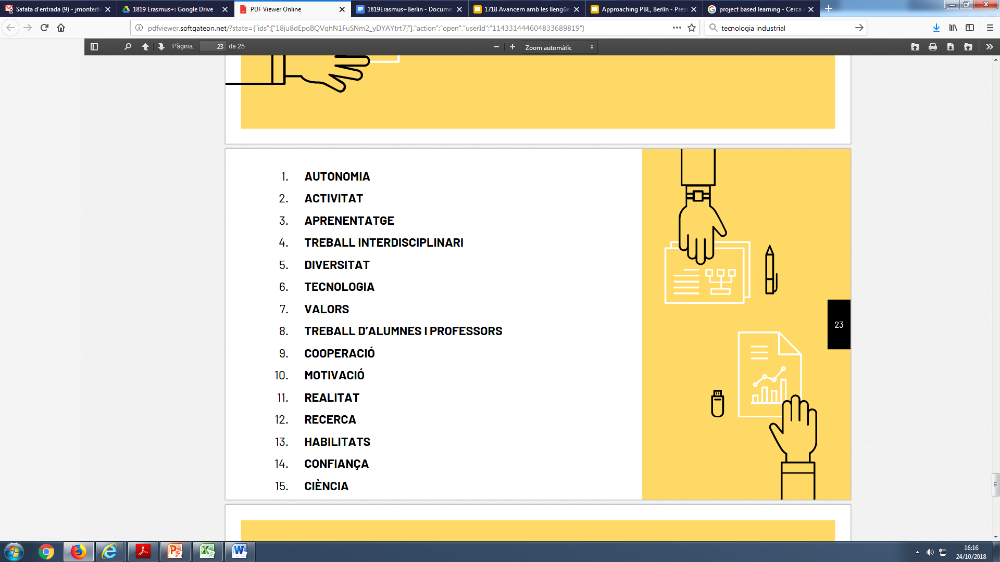 Safata d'entrada (9) - jmonter6
1819 Erasmus+: Google Drive
PDF Viewer Online
1819Erasmus+Berlin - Docume
1718 Avancem amb les llengüe
Approaching PBL, Berlín - Pres
project based learning - Cerca a
pdfviewer.softgateon.net/?state={"ids":["18ju8dEpoBQVqhN1FuSNm2_yDYAYtrt7j"],"action":"open","userId":"114331444604833689819"}
tecnologia industrial
Pàgina: 23 de 25
Zoom automàtic
1. AUTONOMIA
2. ACTIVITAT
3. APRENENTATGE
4. TREBALL INTERDISCIPLINARI
5. DIVERSITAT
6. TECNOLOGIA
7. VALORS
8. TREBALL D’ALUMNES I PROFESSORS
9. COOPERACIÓ
10. MOTIVACIÓ
11. REALITAT
12. RECERCA
13. HABILITATS
14. CONFIANÇA
15. CIÈNCIA
23
16:16
24/10/2018